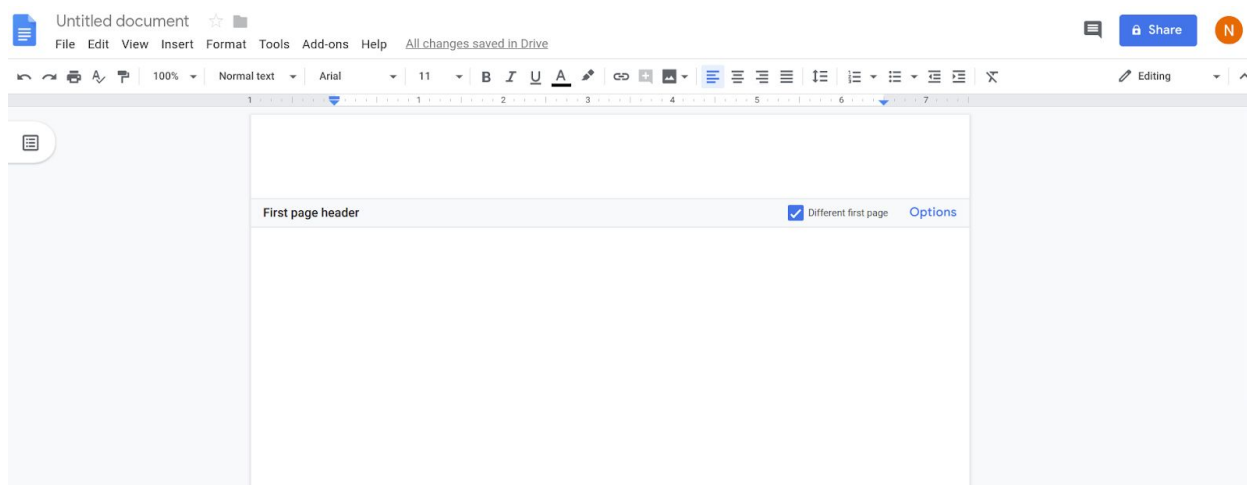 Untitled document
File Edit View Insert Format Tools Add-ons Help All changes saved in Drive
Share
N
100% Normal text Arial 11 B I U A Editing
1 1 2 3 4 5 6 7
First page header Different first page Options